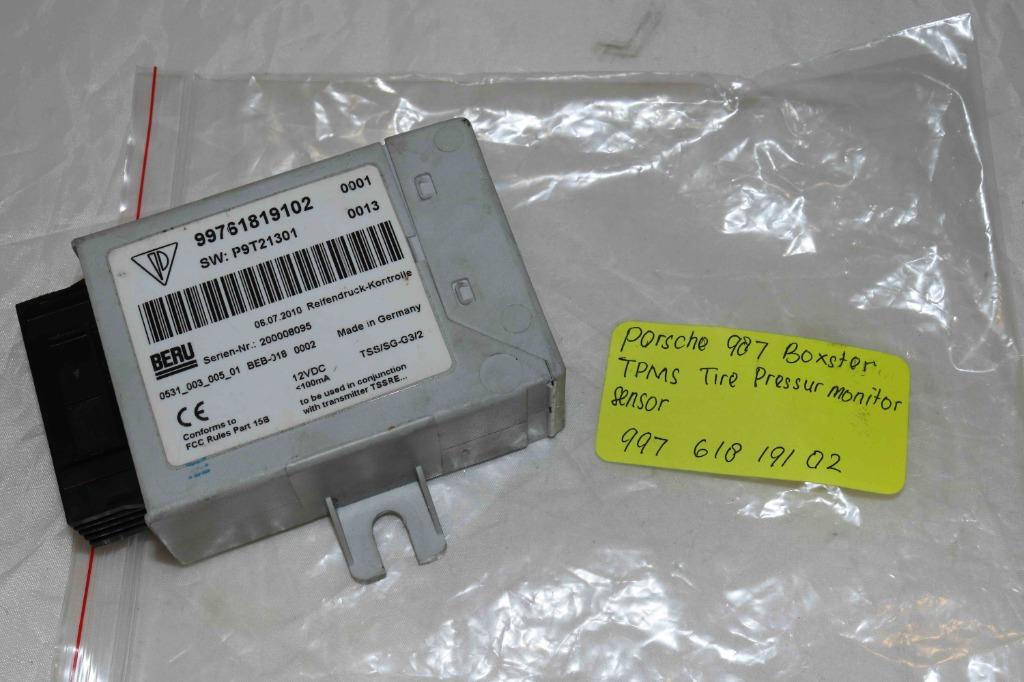 99761819102 0001
SW: P9T21301 0013
06.07.2010 Reifendruck-Kontrolle
BERU Serien-Nr.: 200008095 Made in Germany
0531_003_005_01 BEB-018 0002 TSS/SG-G3/2
12VDC
<100mA
CE to be used in conjunction
with transmitter TSSRE...
Conforms to
FCC Rules Part 15B
Porsche 987 Boxster
TPMS Tire Pressur monitor
sensor
997 618 191 02